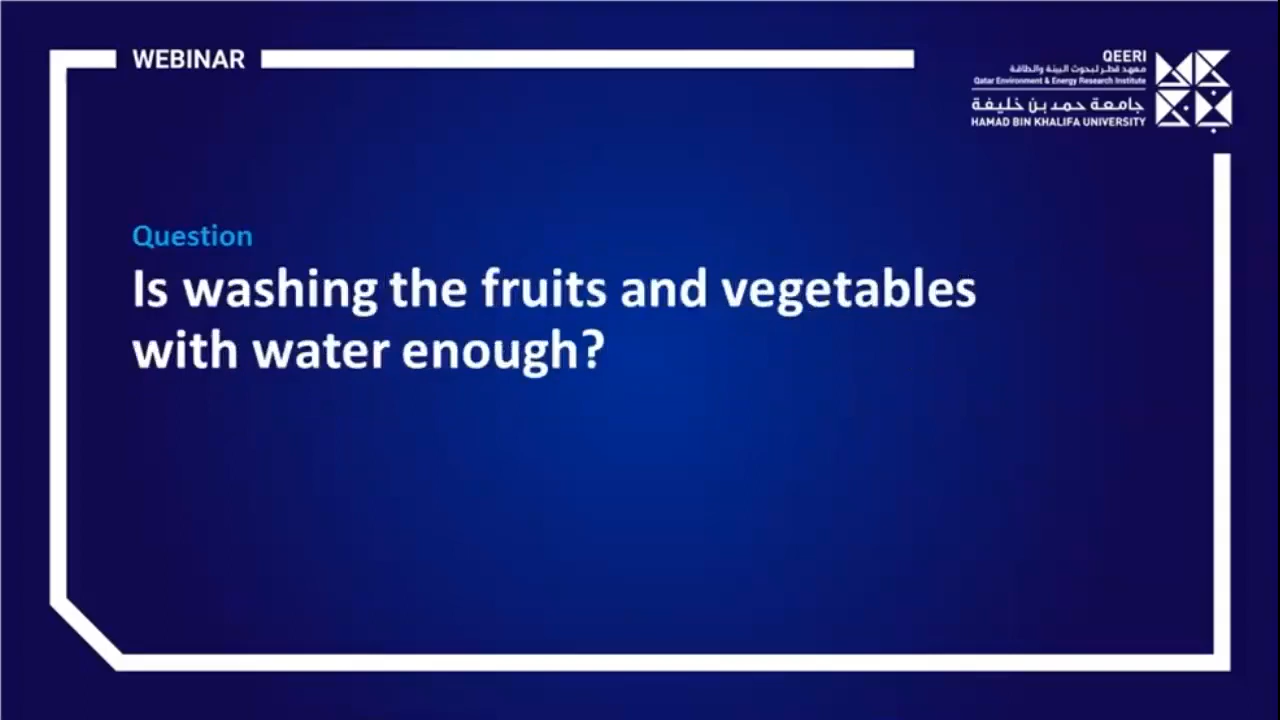 WEBINAR
QEERI
معهد قطر لبحوث البيئة والطاقة
Qatar Environment & Energy Research Institute
جامعة حمد بن خليفة
HAMAD BIN KHALIFA UNIVERSITY
Question
Is washing the fruits and vegetables
with water enough?